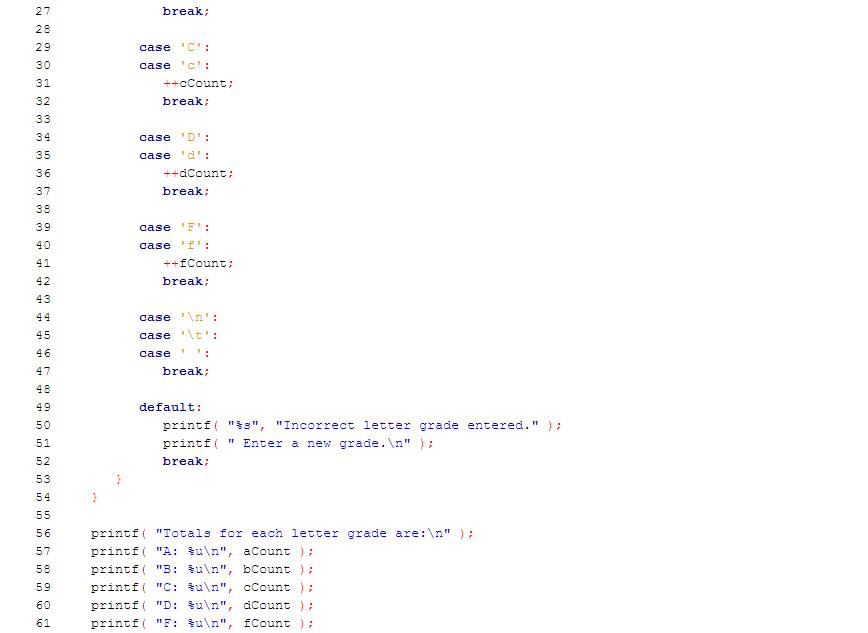 27 break;
28
29 case 'C':
30 case 'c':
31 ++cCount;
32 break;
33
34 case 'D':
35 case 'd':
36 ++dCount;
37 break;
38
39 case 'F':
40 case 'f':
41 ++fCount;
42 break;
43
44 case '\n':
45 case '\t':
46 case ' ':
47 break;
48
49 default:
50 printf( "%s", "Incorrect letter grade entered." );
51 printf( " Enter a new grade.\n" );
52 break;
53 }
54 }
55
56 printf( "Totals for each letter grade are:\n" );
57 printf( "A: %u\n", aCount );
58 printf( "B: %u\n", bCount );
59 printf( "C: %u\n", cCount );
60 printf( "D: %u\n", dCount );
61 printf( "F: %u\n", fCount );